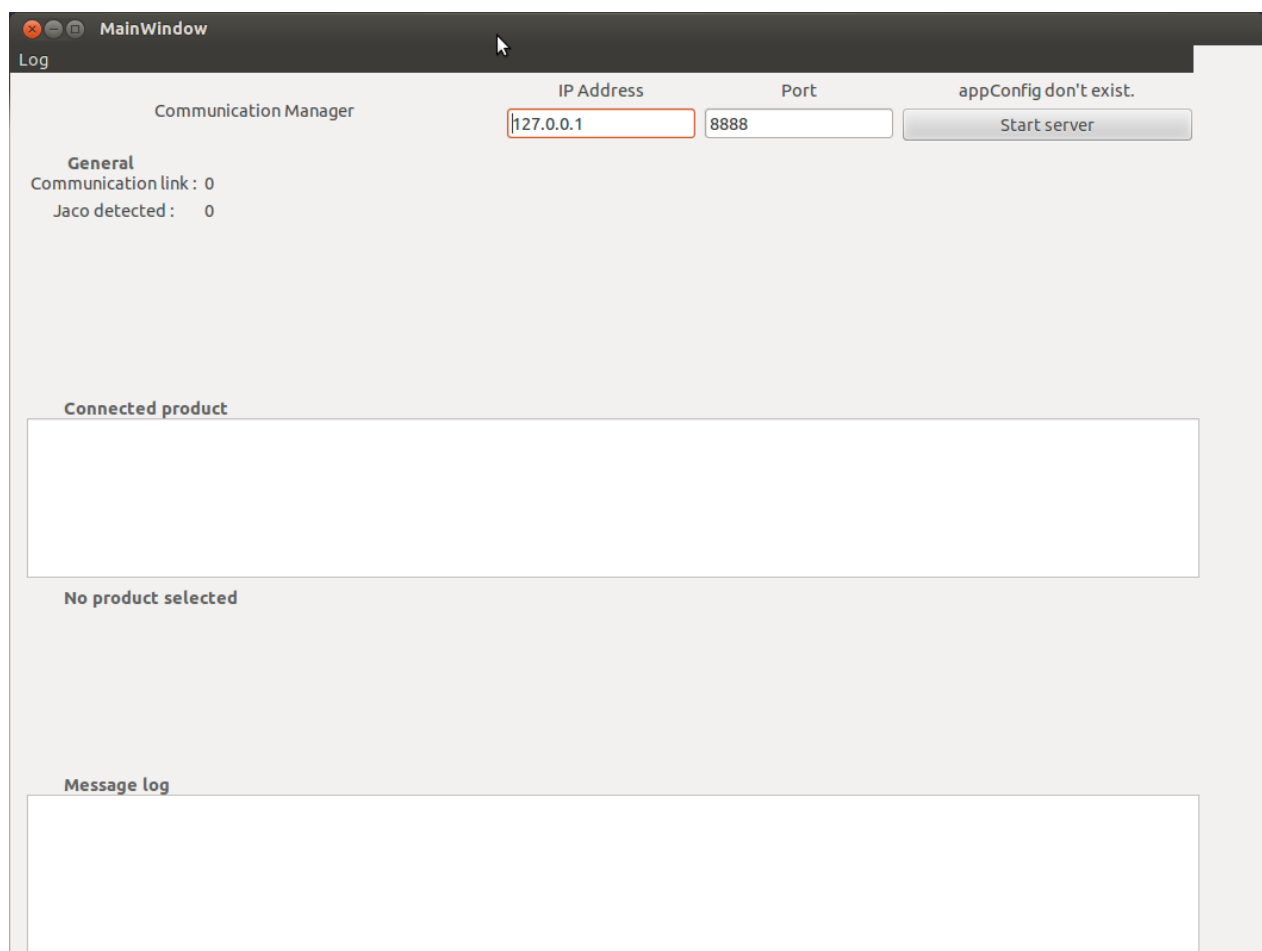 MainWindow
Log
IP Address Port appConfig don't exist.
Communication Manager
127.0.0.1 8888 Start server
General
Communication link : 0
Jaco detected : 0
Connected product
No product selected
Message log